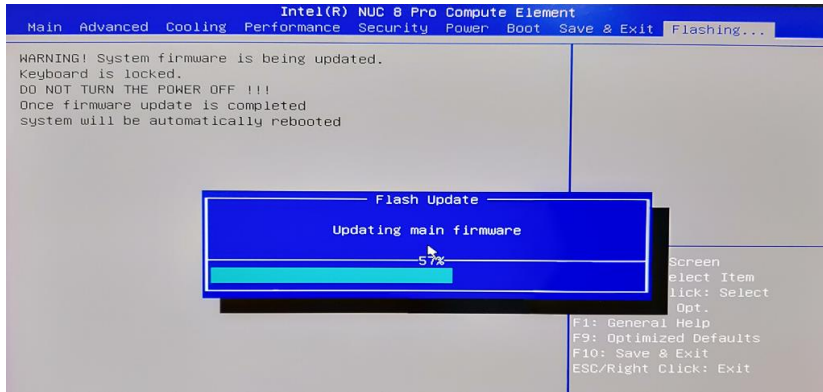 Intel(R) NUC 8 Pro Compute Element
Main Advanced Cooling Performance Security Power Boot Save & Exit Flashing...
WARNING! System firmware is being updated.
Keyboard is locked.
DO NOT TURN THE POWER OFF !!!
Once firmware update is completed
system will be automatically rebooted
Flash Update
Updating main firmware
57%
Screen
Item
Select
Opt.
F1: General Help
F9: Optimized Defaults
F10: Save & Exit
ESC/Right Click: Exit